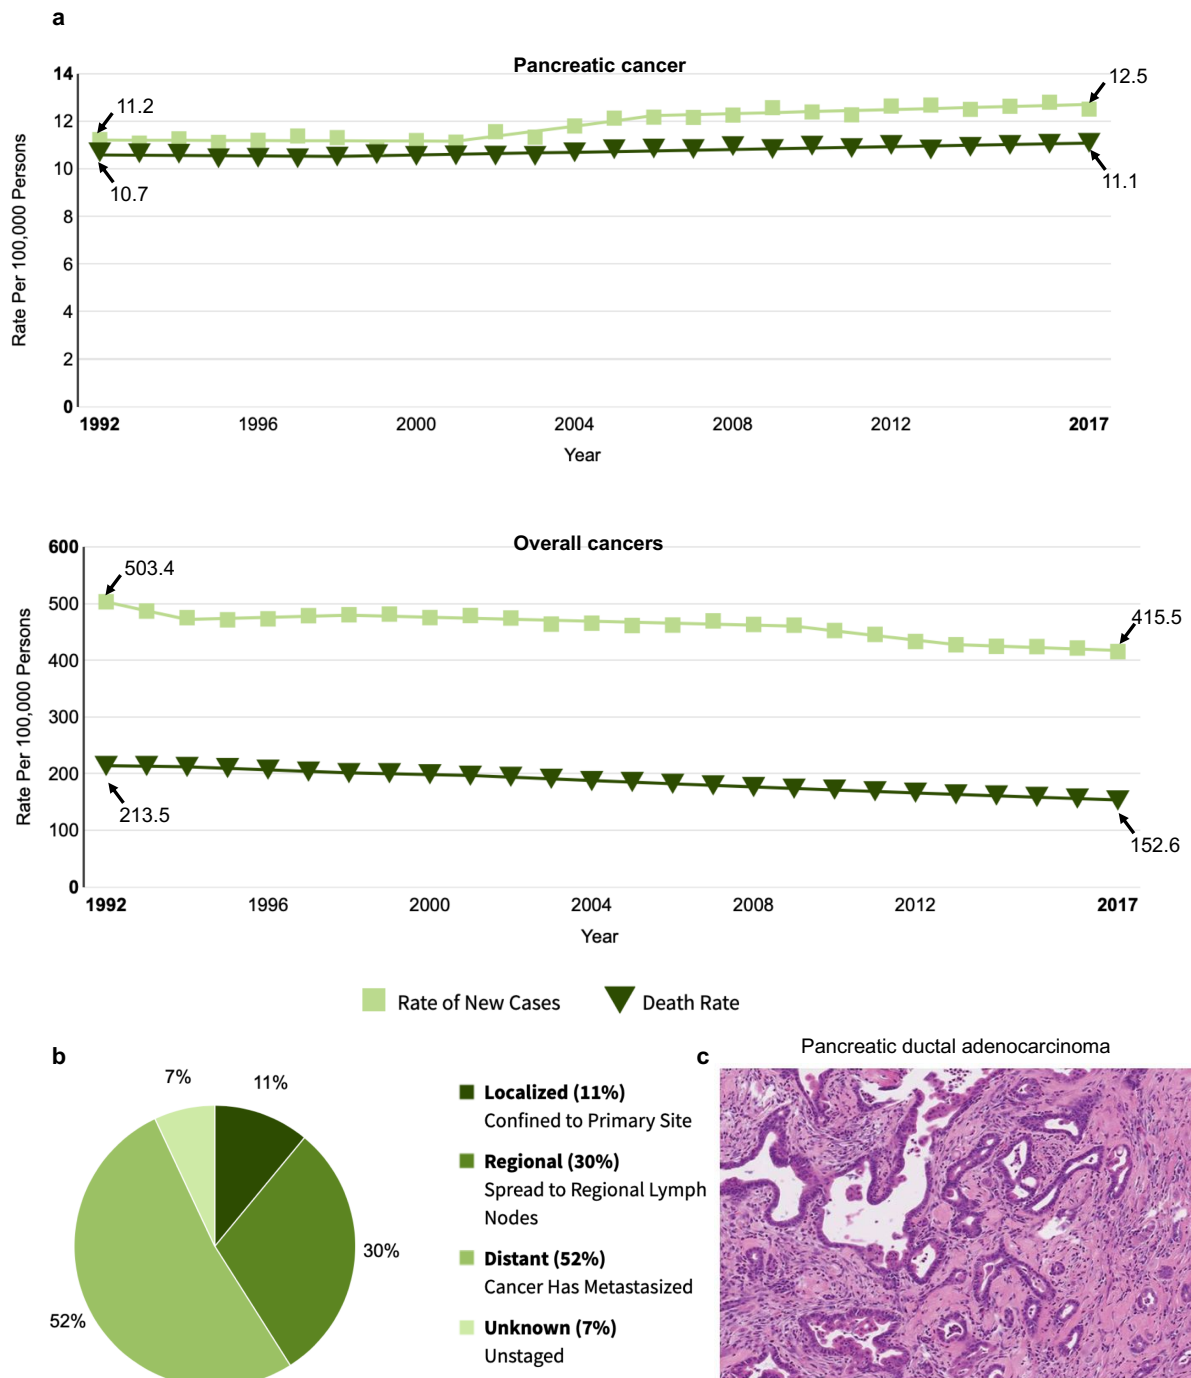 a
Pancreatic cancer
14
12
10
8
6
4
2
0
11.2
10.7
12.5
11.1
Rate Per 100,000 Persons
1992
1996
2000
2004
2008
2012
2017
Year
Overall cancers
600
500
400
300
200
100
0
503.4
213.5
415.5
152.6
Rate Per 100,000 Persons
1992
1996
2000
2004
2008
2012
2017
Year
Rate of New Cases
Death Rate
b
7%
11%
30%
52%
Localized (11%)
Confined to Primary Site
Regional (30%)
Spread to Regional Lymph
Nodes
Distant (52%)
Cancer Has Metastasized
Unknown (7%)
Unstaged
c
Pancreatic ductal adenocarcinoma